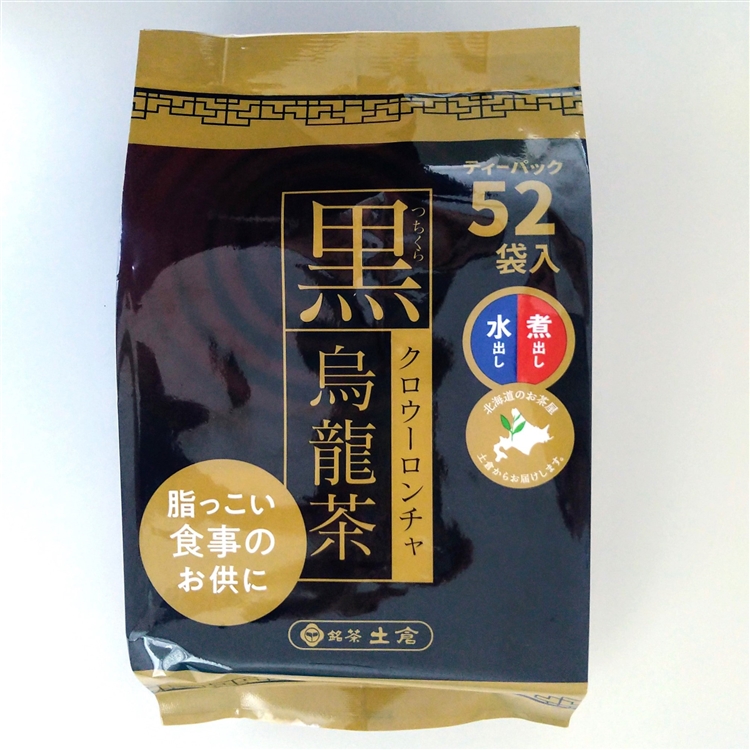 ティーパック
52
袋入
つちくら
黒
烏龍茶
クロウーロンチャ
水出し
煮出し
北海道のお茶屋
土倉からお届けします。
脂っこい
食事の
お供に
銘茶 土倉